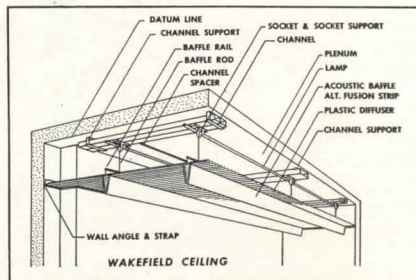 DATUM LINE
CHANNEL SUPPORT
BAFFLE RAIL
BAFFLE ROD
CHANNEL
SPACER
SOCKET & SOCKET SUPPORT
CHANNEL
PLENUM
LAMP
ACOUSTIC BAFFLE
ALT. FUSION STRIP
PLASTIC DIFFUSER
CHANNEL SUPPORT
WALL ANGLE & STRAP
WAKEFIELD CEILING